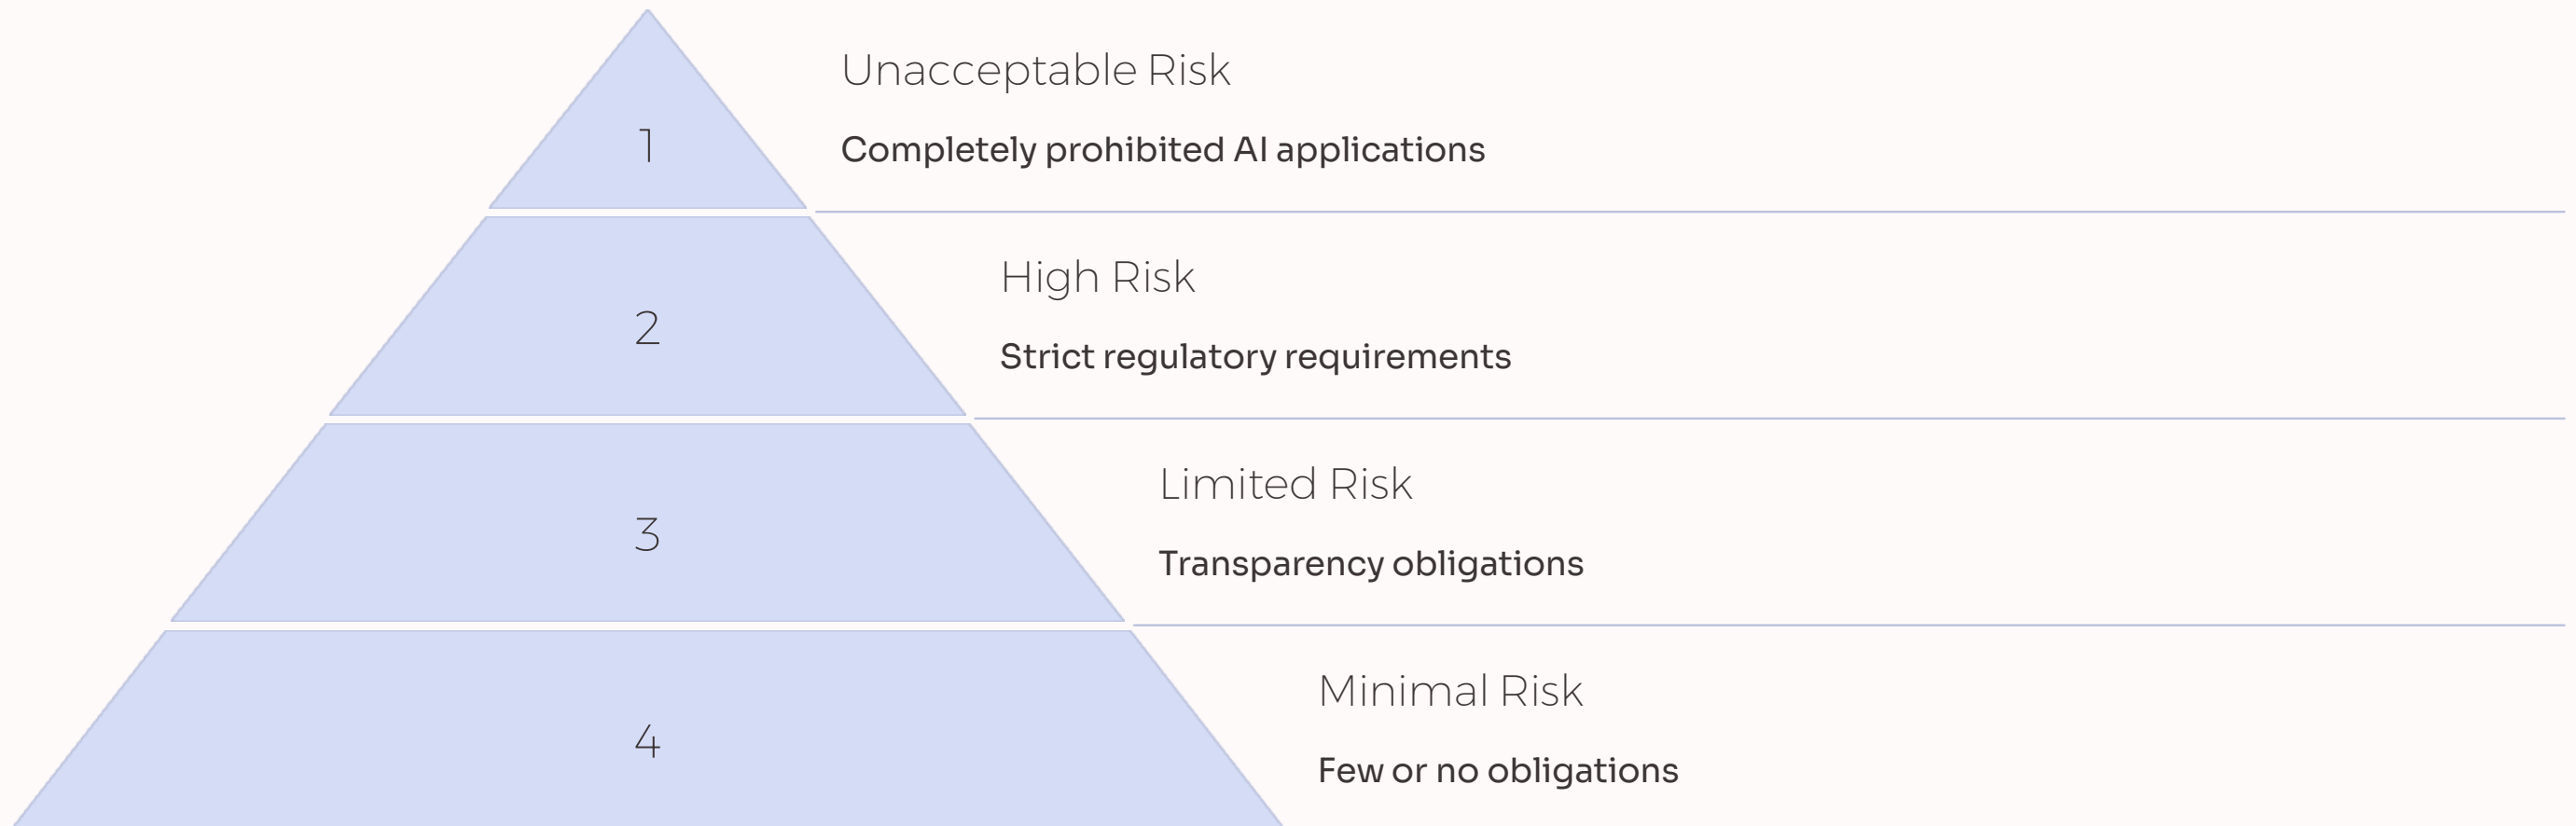 1
Unacceptable Risk
Completely prohibited AI applications
2
High Risk
Strict regulatory requirements
3
Limited Risk
Transparency obligations
4
Minimal Risk
Few or no obligations